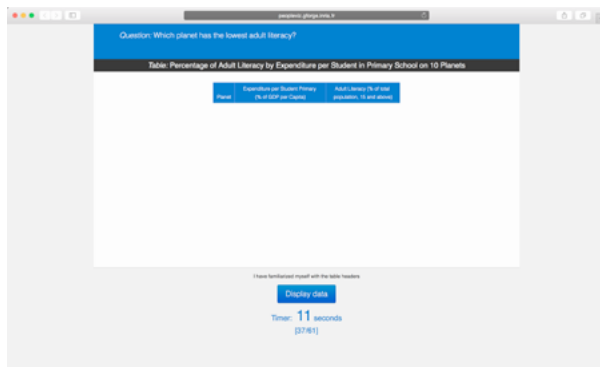 Question: Which planet has the lowest adult literacy?
Table: Percentage of Adult Literacy by Expenditure per Student in Primary School on 10 Planets
Planet
Expenditure per Student Primary
(% of GDP per Capita)
Adult Literacy (% of total
population, 15 and above)
I have familiarized myself with the table headers
Display data
Timer: 11 seconds
[37/61]